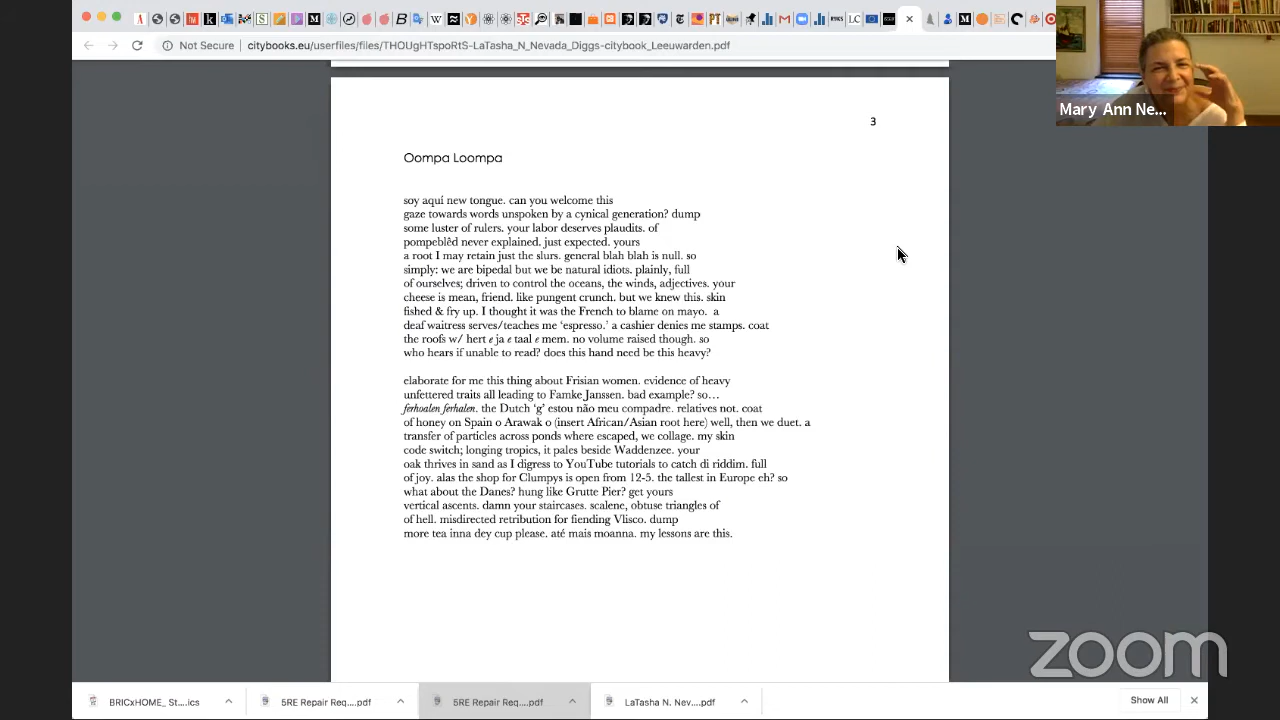 Not Secure
citybooks.eu/userfiles/files/THOUgHTspoRtS-LaTasha_N_Nevada_Diggs-citybook_Leeuwarden.pdf
Mary Ann Ne...
3
Oompa Loompa
soy aquí new tongue. can you welcome this
gaze towards words unspoken by a cynical generation? dump
some luster of rulers. your labor deserves plaudits. of
pompeblêd never explained. just expected. yours
a root I may retain just the slurs. general blah blah is null. so
simply: we are bipedal but we be natural idiots. plainly, full
of ourselves; driven to control the oceans, the winds, adjectives. your
cheese is mean, friend. like pungent crunch. but we knew this. skin
fished & fry up. I thought it was the French to blame on mayo. a
deaf waitress serves/teaches me ‘espresso.’ a cashier denies me stamps. coat
the roofs w/ hert e ja e taal e mem. no volume raised though. so
who hears if unable to read? does this hand need be this heavy?
elaborate for me this thing about Frisian women. evidence of heavy
unfettered traits all leading to Famke Janssen. bad example? so…
ferhoalen ferhalen. the Dutch ‘g’ estou não meu compadre. relatives not. coat
of honey on Spain o Arawak o (insert African/Asian root here) well, then we duet. a
transfer of particles across ponds where escaped, we collage. my skin
code switch; longing tropics, it pales beside Waddenzee. your
oak thrives in sand as I digress to YouTube tutorials to catch di riddim. full
of joy. alas the shop for Clumpys is open from 12-5. the tallest in Europe eh? so
what about the Danes? hung like Grutte Pier? get yours
vertical ascents. damn your staircases. scalene, obtuse triangles of
of hell. misdirected retribution for fiending Vlisco. dump
more tea inna dey cup please. até mais moanna. my lessons are this.
zoom
BRICxHOME_ St....ics
5RE Repair Req....pdf
5RE Repair Req....pdf
LaTasha N. Nev....pdf
Show All